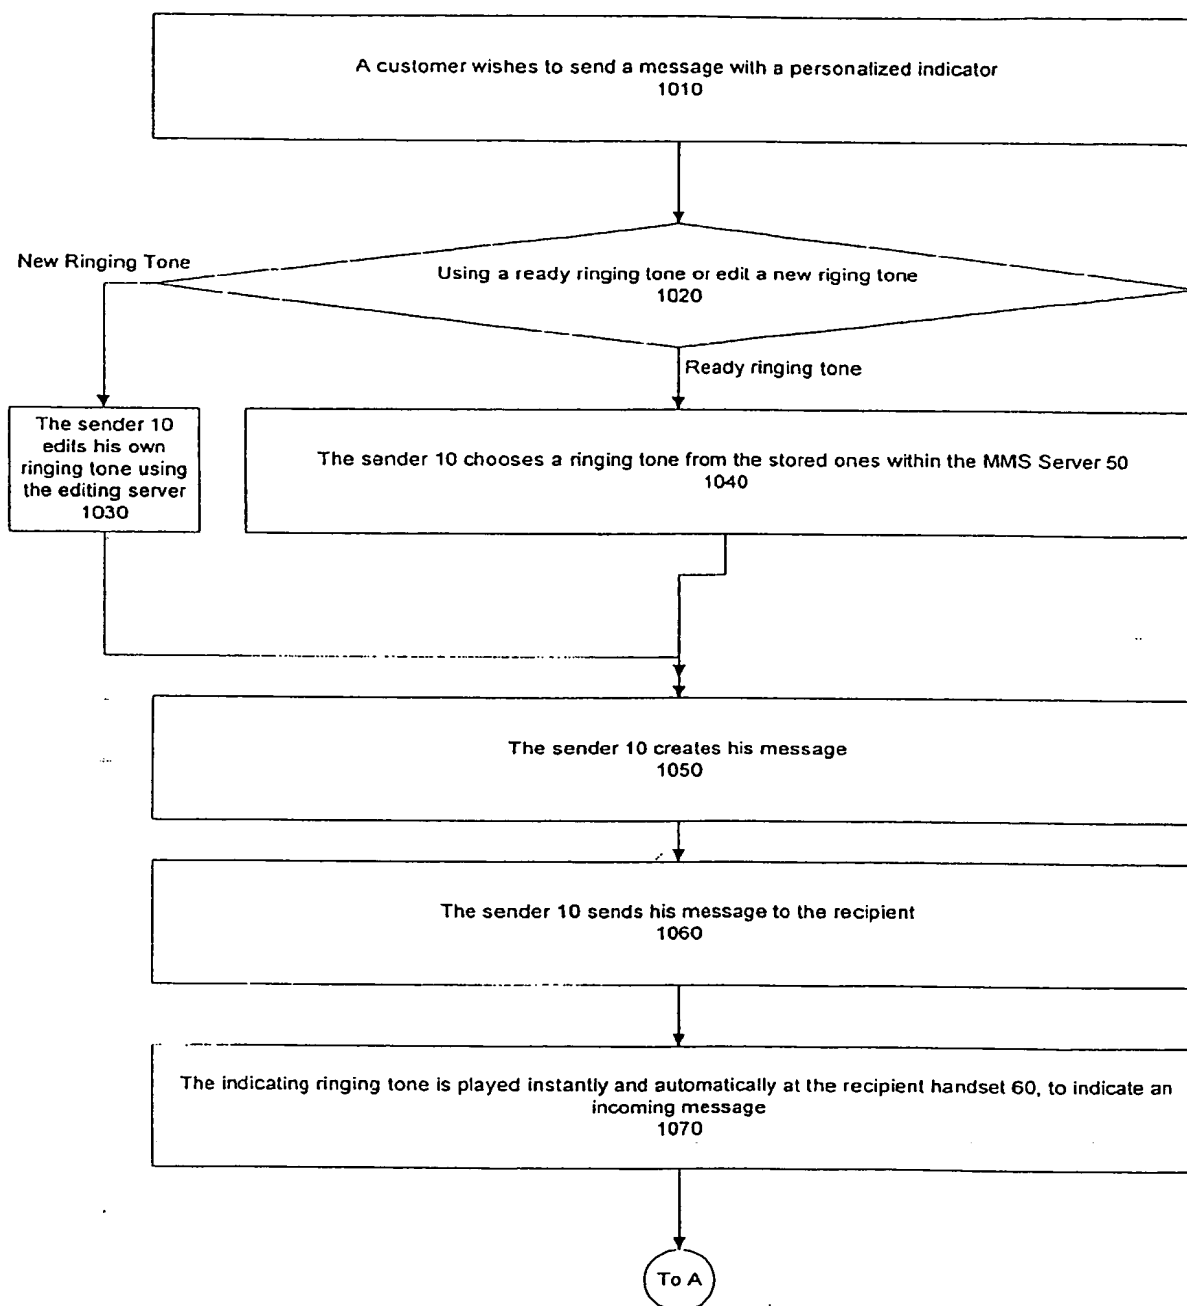 A customer wishes to send a message with a personalized indicator
1010
New Ringing Tone
Using a ready ringing tone or edit a new riging tone
1020
Ready ringing tone
The sender 10
edits his own
ringing tone using
the editing server
1030
The sender 10 chooses a ringing tone from the stored ones within the MMS Server 50
1040
The sender 10 creates his message
1050
The sender 10 sends his message to the recipient
1060
The indicating ringing tone is played instantly and automatically at the recipient handset 60, to indicate an
incoming message
1070
To A